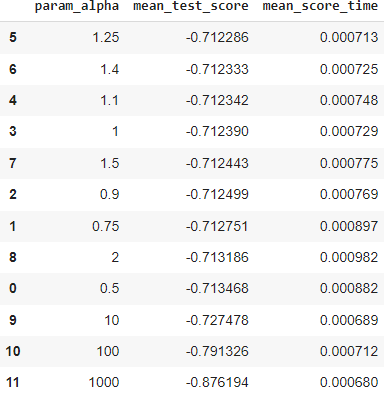 param_alpha mean_test_score mean_score_time
5 1.25 -0.712286 0.000713
6 1.4 -0.712333 0.000725
4 1.1 -0.712342 0.000748
3 1 -0.712390 0.000729
7 1.5 -0.712443 0.000775
2 0.9 -0.712499 0.000769
1 0.75 -0.712751 0.000897
8 2 -0.713186 0.000982
0 0.5 -0.713468 0.000882
9 10 -0.727478 0.000689
10 100 -0.791326 0.000712
11 1000 -0.876194 0.000680